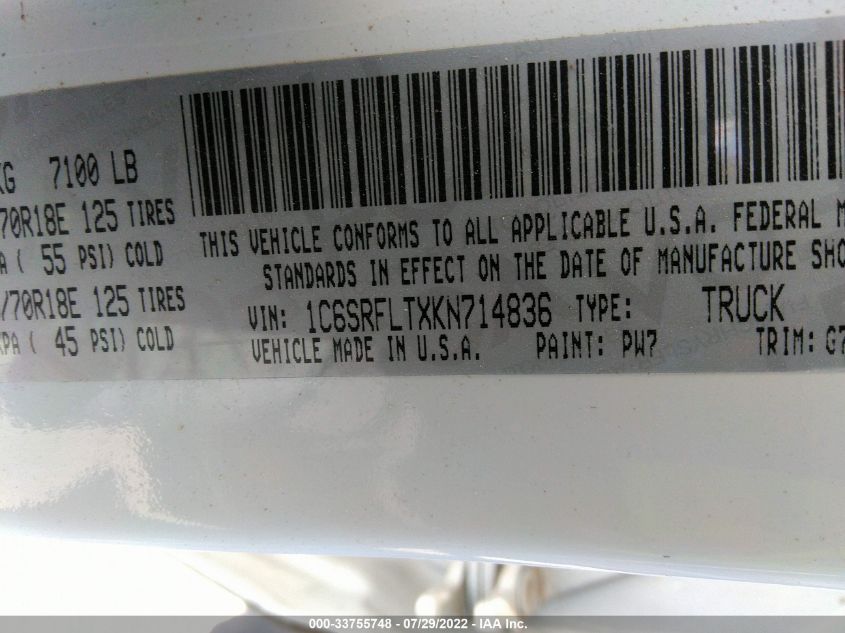 KG 7100 LB
70R18E 125 TIRES
A ( 55 PSI) COLD
/70R18E 125 TIRES
KPA ( 45 PSI) COLD
THIS VEHICLE CONFORMS TO ALL APPLICABLE U.S.A. FEDERAL M
STANDARDS IN EFFECT ON THE DATE OF MANUFACTURE SHO
VIN: 1C6SRFLTXKN714836 TYPE: TRUCK
VEHICLE MADE IN U.S.A. PAINT: PW7 TRIM: G7
000-33755748 - 07/29/2022 - IAA Inc.